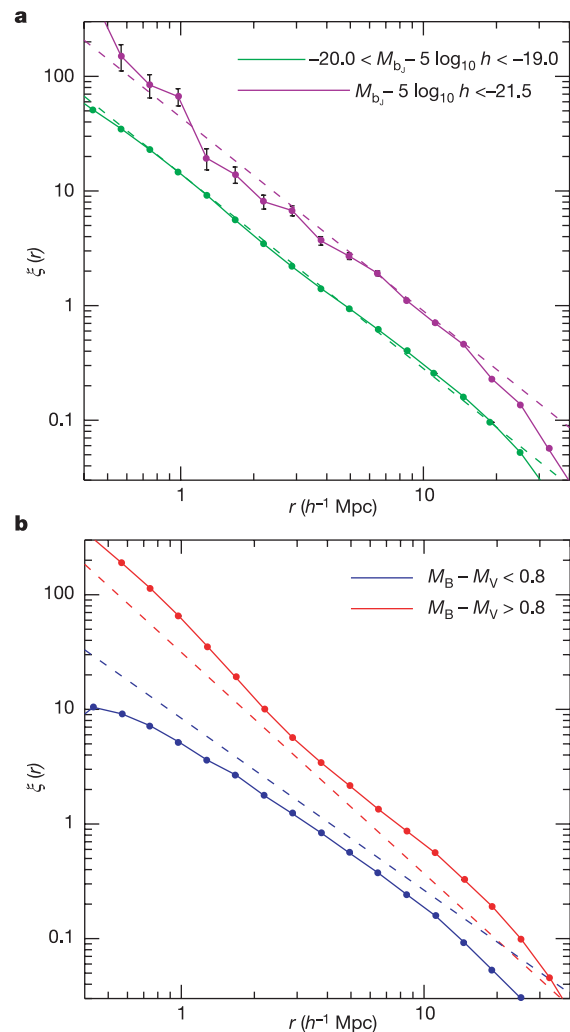 a
−20.0 < M_bJ − 5 log10 h < −19.0
M_bJ − 5 log10 h < −21.5
100
10
1
0.1
ξ (r)
1 10
r (h⁻¹ Mpc)
b
M_B − M_V < 0.8
M_B − M_V > 0.8
100
10
1
0.1
ξ (r)
1 10
r (h⁻¹ Mpc)